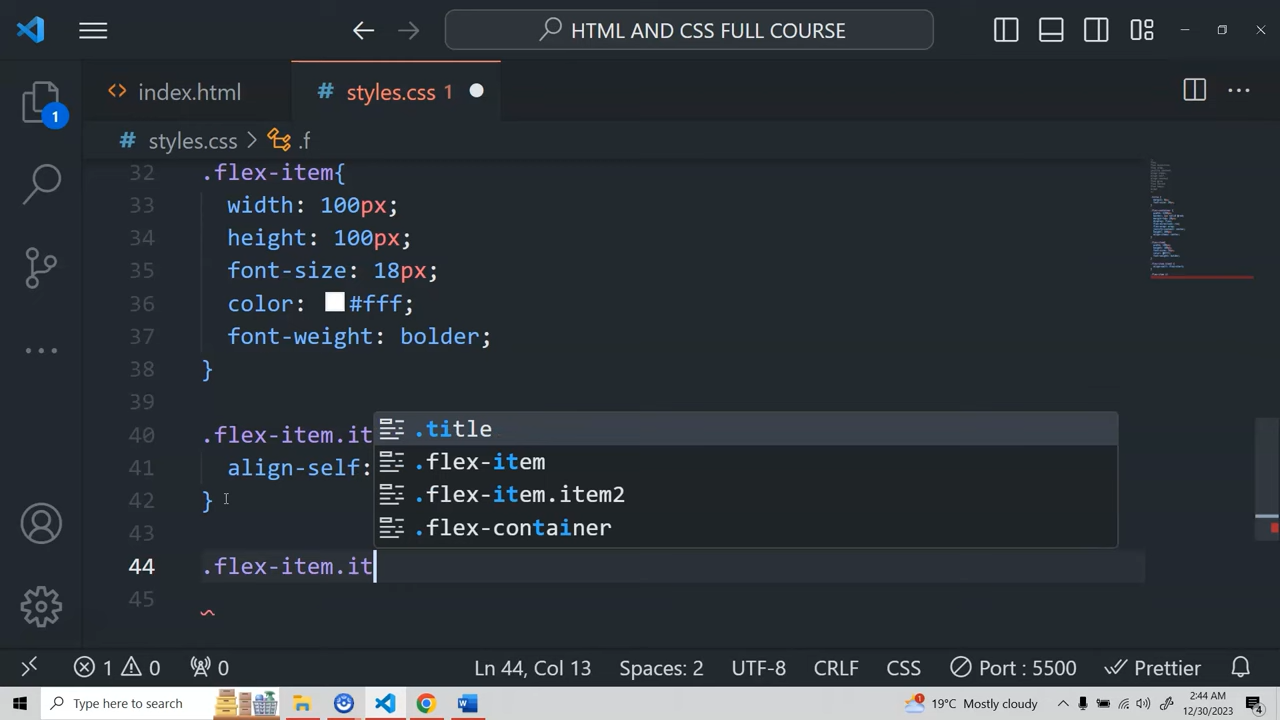 HTML AND CSS FULL COURSE
index.html
# styles.css 1
# styles.css > .f
1
32 .flex-item{
33 width: 100px;
34 height: 100px;
35 font-size: 18px;
36 color: #fff;
37 font-weight: bolder;
38 }
39
40 .flex-item.it
41 align-self:
42 }
43
44 .flex-item.it
45
.title
.flex-item
.flex-item.item2
.flex-container
1 0 0 Ln 44, Col 13 Spaces: 2 UTF-8 CRLF CSS Port : 5500 Prettier
Type here to search 1 19°C Mostly cloudy 2:44 AM
12/30/2023 4